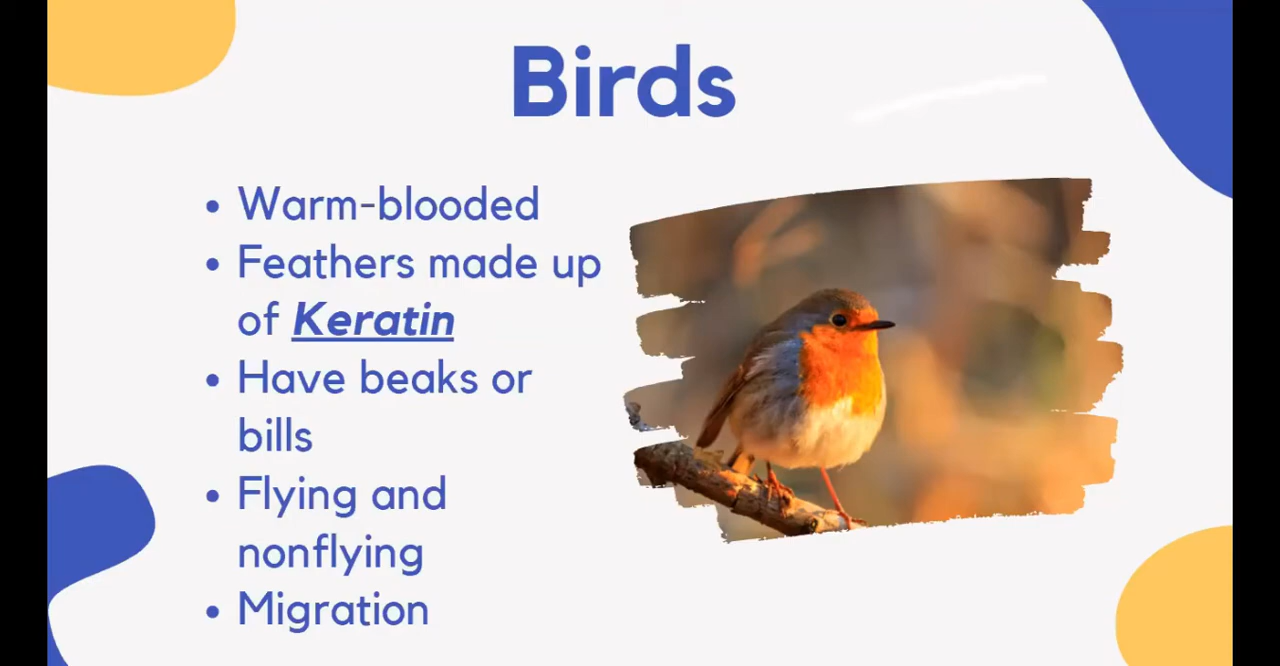 Birds
• Warm-blooded
• Feathers made up
of Keratin
• Have beaks or
bills
• Flying and
nonflying
• Migration